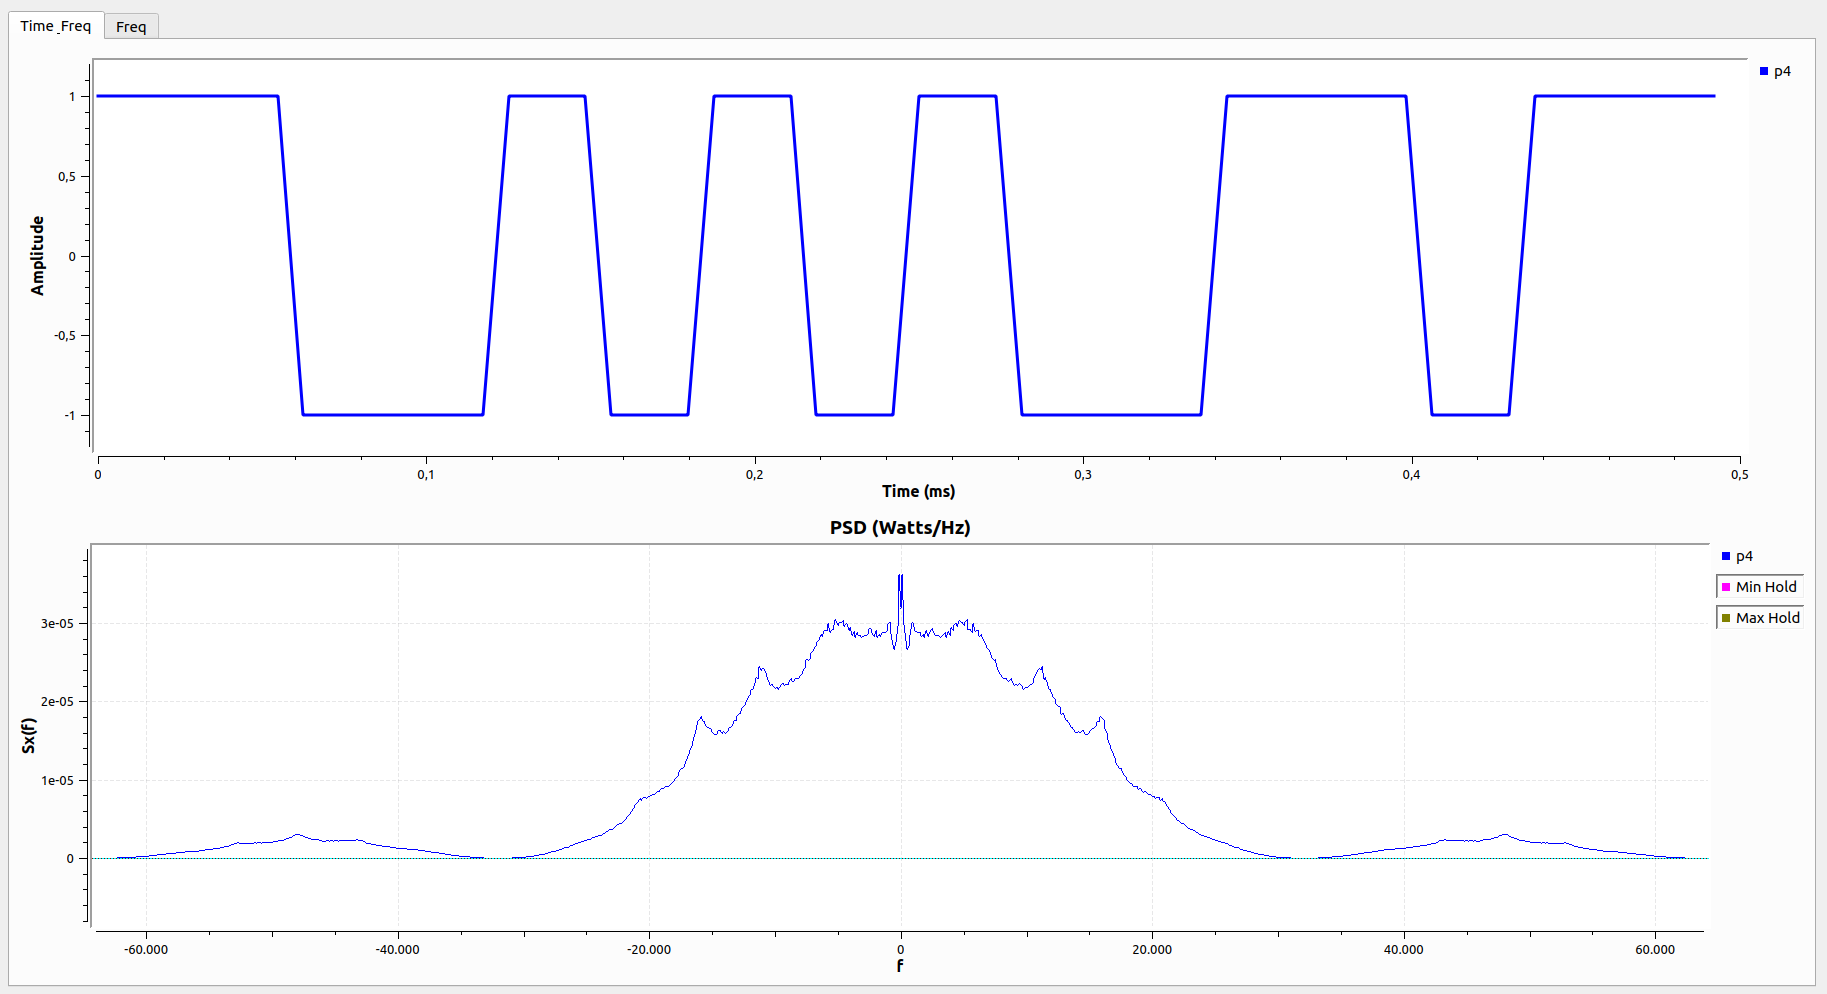 Time_Freq
Freq
p4
Amplitude
1
0,5
0
-0,5
-1
0
0,1
0,2
0,3
0,4
0,5
Time (ms)
PSD (Watts/Hz)
p4
Min Hold
Max Hold
Sx(f)
3e-05
2e-05
1e-05
0
-60.000
-40.000
-20.000
0
20.000
40.000
60.000
f